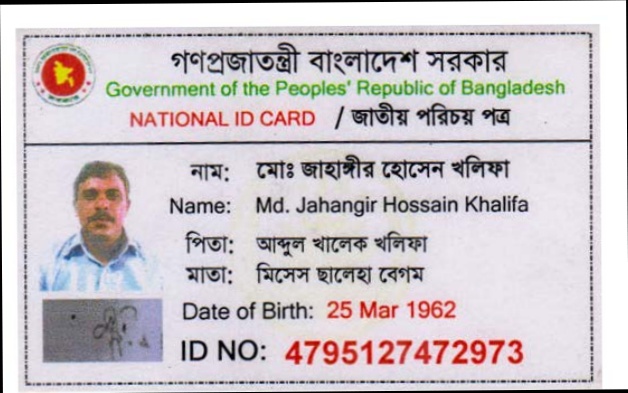 গণপ্রজাতন্ত্রী বাংলাদেশ সরকার
Government of the Peoples' Republic of Bangladesh
NATIONAL ID CARD / জাতীয় পরিচয় পত্র
নাম: মোঃ জাহাঙ্গীর হোসেন খলিফা
Name: Md. Jahangir Hossain Khalifa
পিতা: আব্দুল খালেক খলিফা
মাতা: মিসেস ছালেহা বেগম
Date of Birth: 25 Mar 1962
ID NO: 4795127472973